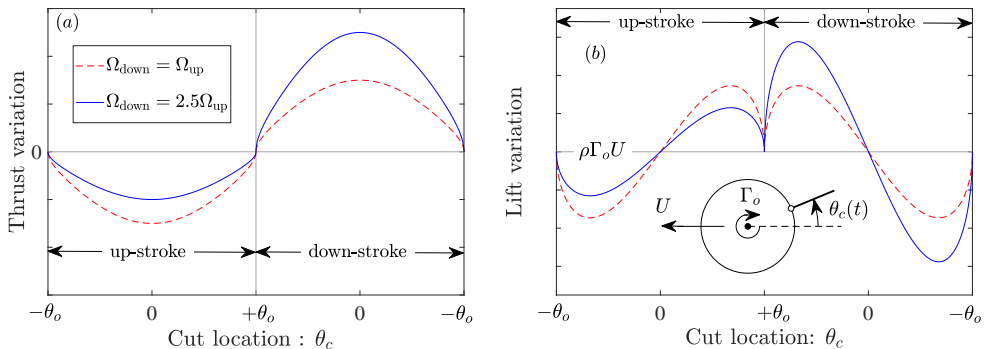 (a)
Thrust variation
Ω_down = Ω_up
Ω_down = 2.5Ω_up
0
up-stroke
down-stroke
−θ_o
0
+θ_o
0
−θ_o
Cut location : θ_c
up-stroke
down-stroke
(b)
Lift variation
ρΓ_oU
Γ_o
U
θ_c(t)
−θ_o
0
+θ_o
0
−θ_o
Cut location: θ_c